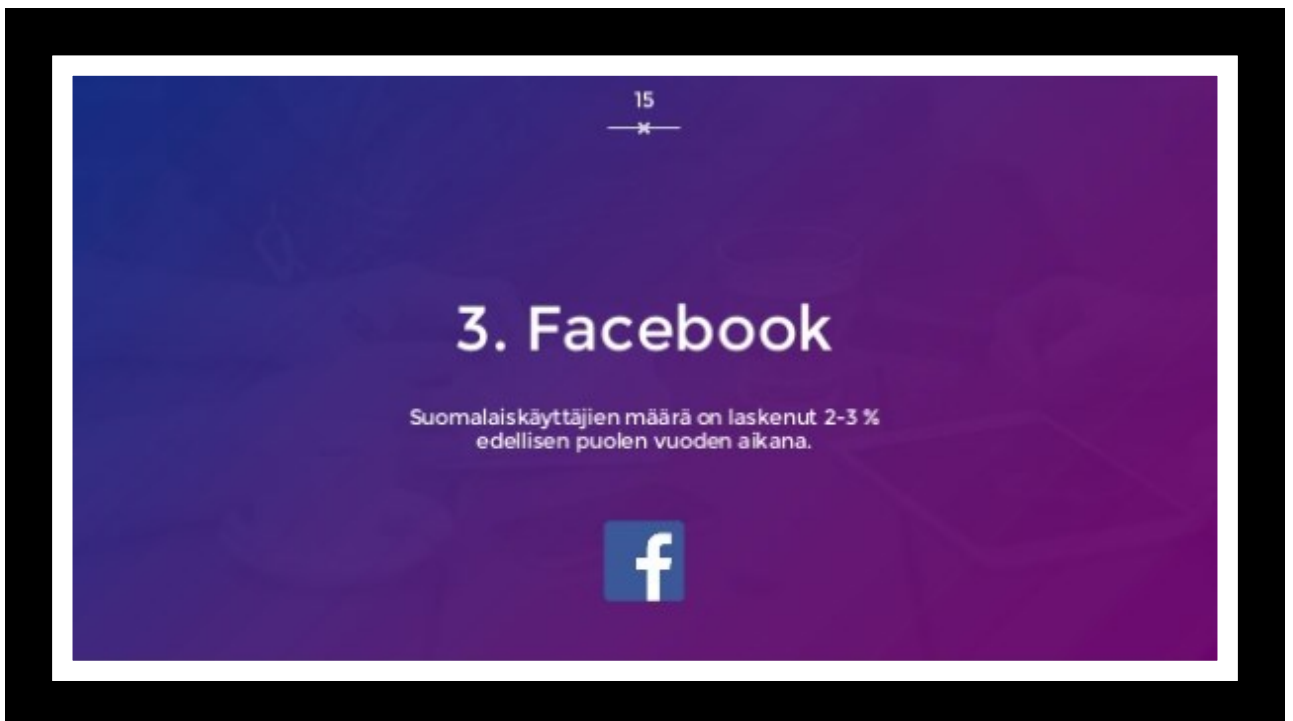 15
3. Facebook
Suomalaiskäyttäjien määrä on laskenut 2-3 %
edellisen puolen vuoden aikana.
f